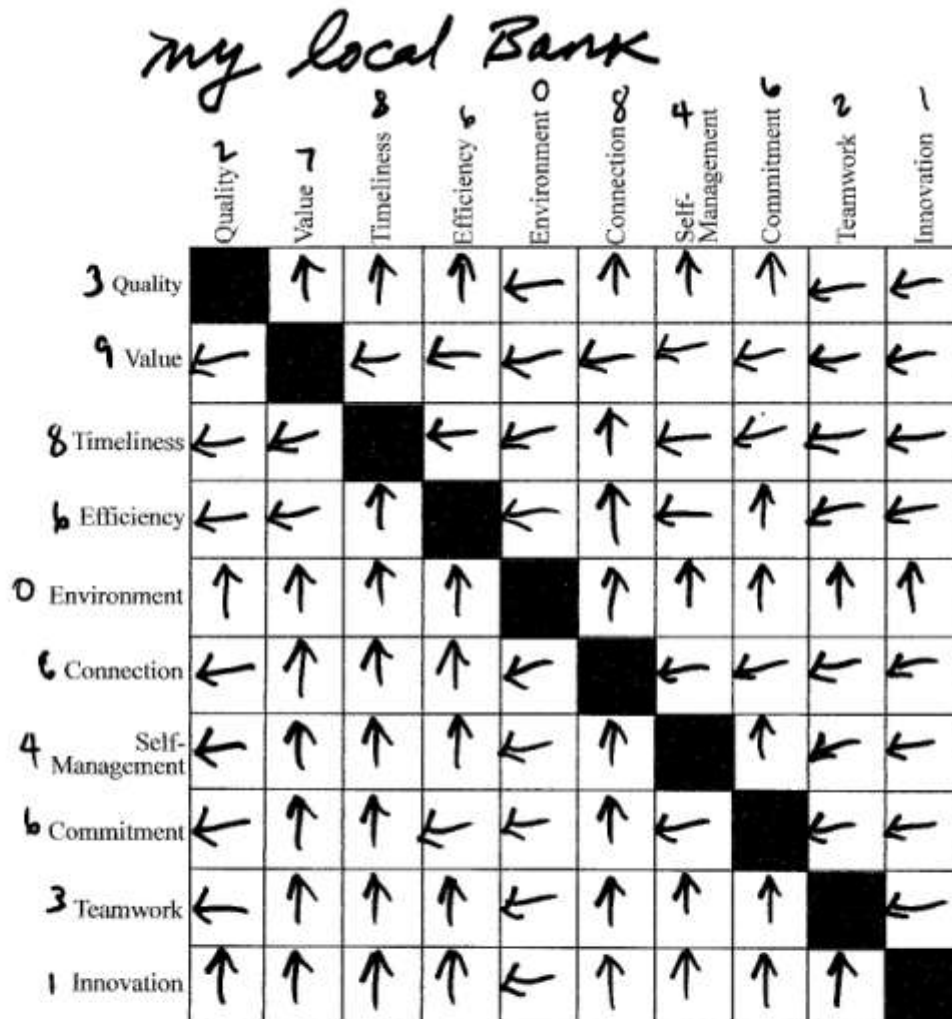 my local Bank
Quality 2
Value 7
Timeliness 8
Efficiency 6
Environment 0
Connection 8
Self-
Management 4
Commitment 6
Teamwork 2
Innovation 1
3 Quality
9 Value
8 Timeliness
6 Efficiency
0 Environment
6 Connection
4 Self-
Management
6 Commitment
3 Teamwork
1 Innovation